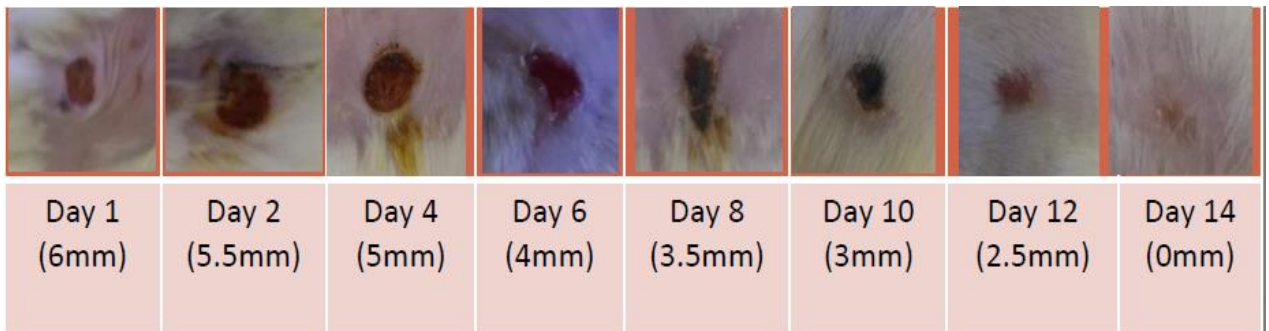 Day 1
(6mm)
Day 2
(5.5mm)
Day 4
(5mm)
Day 6
(4mm)
Day 8
(3.5mm)
Day 10
(3mm)
Day 12
(2.5mm)
Day 14
(0mm)